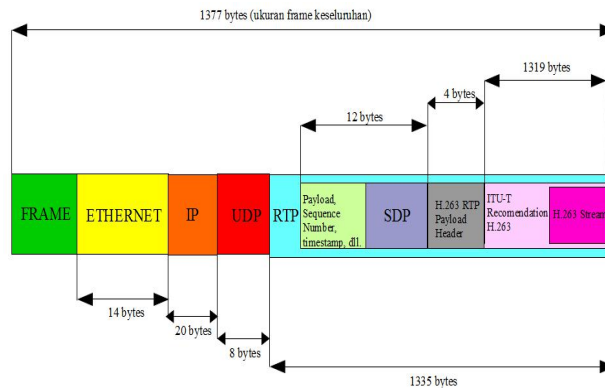 1377 bytes (ukuran frame keseluruhan)
1319 bytes
4 bytes
12 bytes
FRAME
ETHERNET
IP
UDP
RTP
Payload,
Sequence
Number,
timestamp, dll.
SDP
H.263 RTP
Payload
Header
ITU-T
Recomendation
H.263
H.263 Stream
14 bytes
20 bytes
8 bytes
1335 bytes